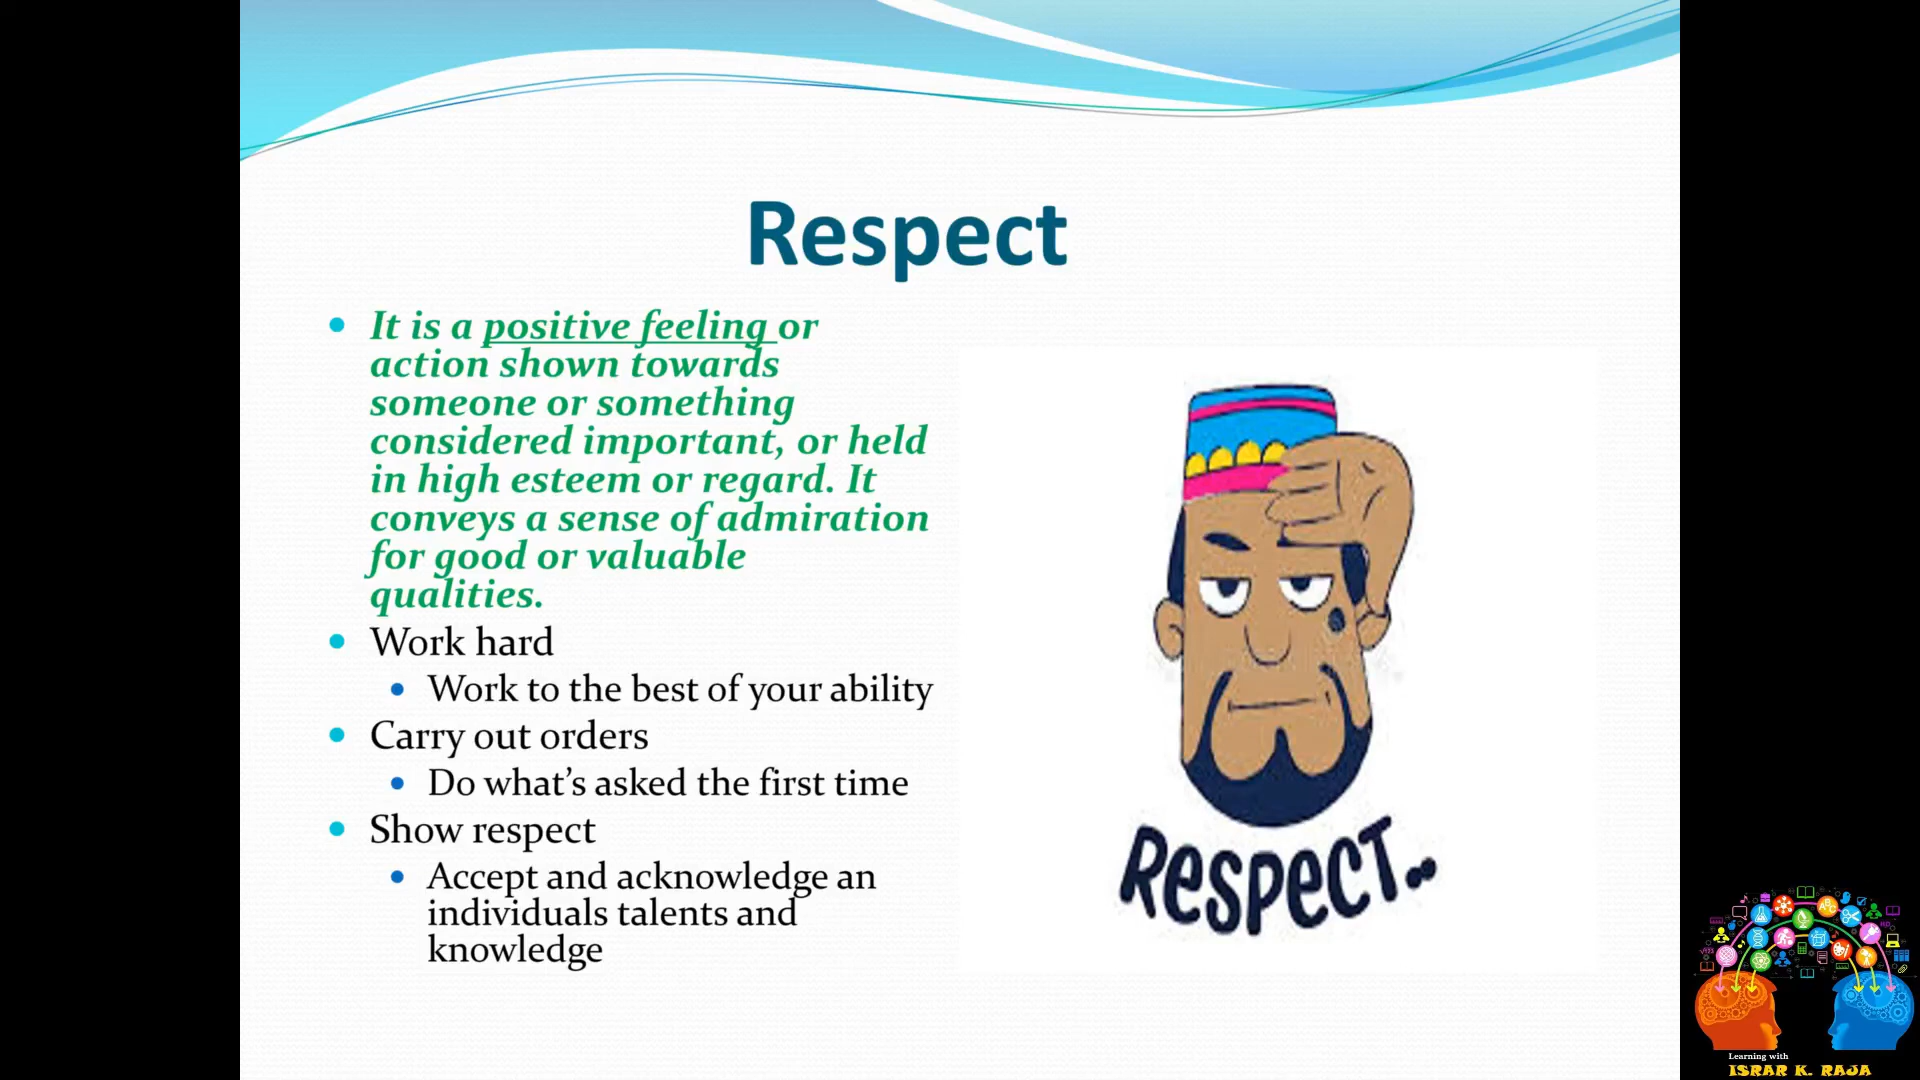 Respect
It is a positive feeling or
action shown towards
someone or something
considered important, or held
in high esteem or regard. It
conveys a sense of admiration
for good or valuable
qualities.
Work hard
Work to the best of your ability
Carry out orders
Do what's asked the first time
Show respect
Accept and acknowledge an
individuals talents and
knowledge
RESPECT..
Learning with
ISRAR K. RAJA